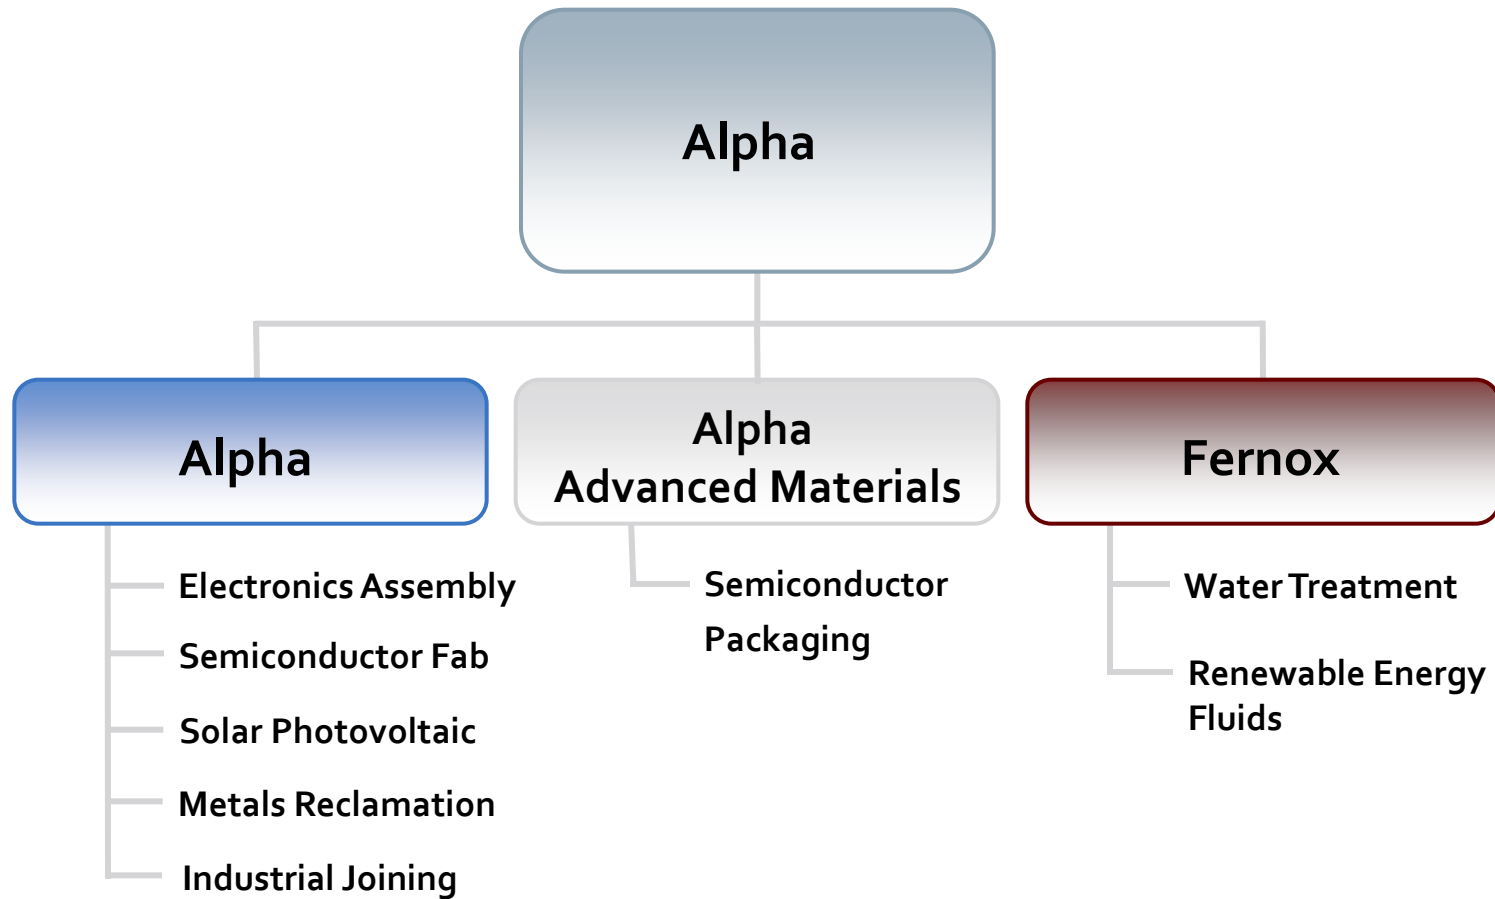 Alpha
Alpha
Electronics Assembly
Semiconductor Fab
Solar Photovoltaic
Metals Reclamation
Industrial Joining
Alpha
Advanced Materials
Semiconductor
Packaging
Fernox
Water Treatment
Renewable Energy
Fluids